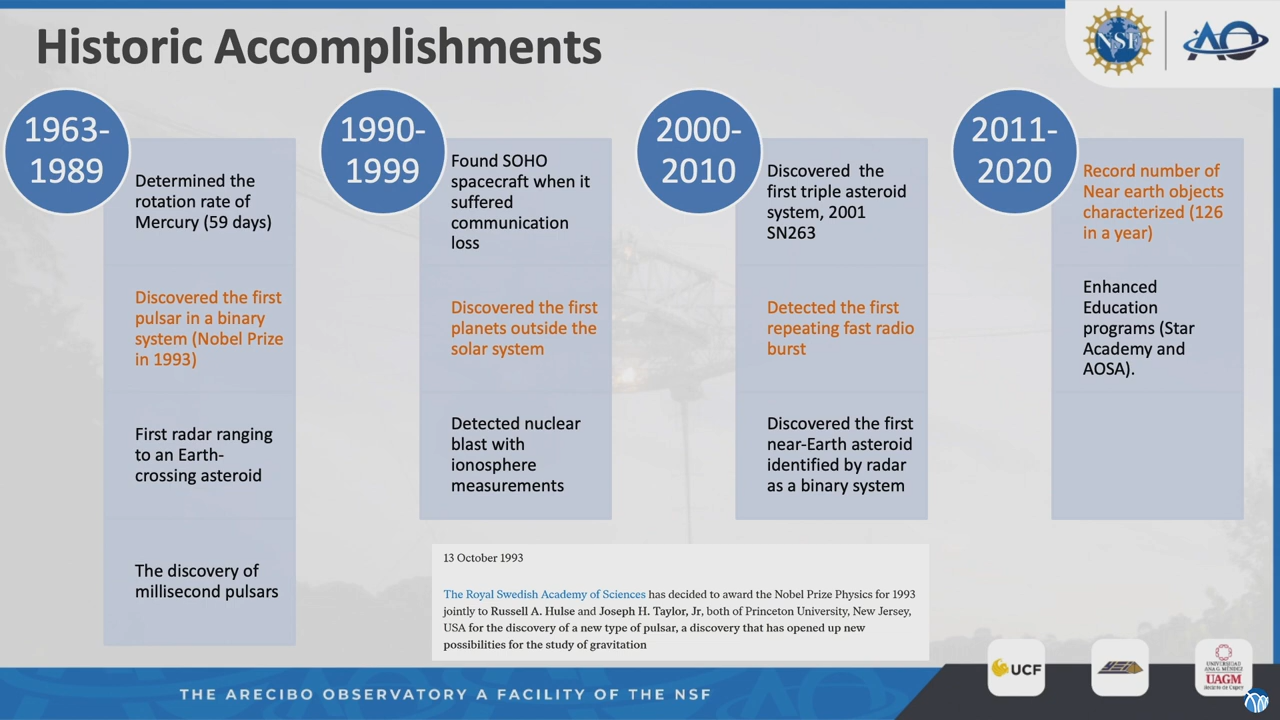 Historic Accomplishments
NSF
AO
1963-
1989
Determined the
rotation rate of
Mercury (59 days)
Discovered the first
pulsar in a binary
system (Nobel Prize
in 1993)
First radar ranging
to an Earth-
crossing asteroid
The discovery of
millisecond pulsars
1990-
1999
Found SOHO
spacecraft when it
suffered
communication
loss
Discovered the first
planets outside the
solar system
Detected nuclear
blast with
ionosphere
measurements
2000-
2010
Discovered the
first triple asteroid
system, 2001
SN263
Detected the first
repeating fast radio
burst
Discovered the first
near-Earth asteroid
identified by radar
as a binary system
2011-
2020
Record number of
Near earth objects
characterized (126
in a year)
Enhanced
Education
programs (Star
Academy and
AOSA).
13 October 1993
The Royal Swedish Academy of Sciences has decided to award the Nobel Prize Physics for 1993
jointly to Russell A. Hulse and Joseph H. Taylor, Jr, both of Princeton University, New Jersey,
USA for the discovery of a new type of pulsar, a discovery that has opened up new
possibilities for the study of gravitation
THE ARECIBO OBSERVATORY A FACILITY OF THE NSF
UCF
YSA
UNIVERSIDAD
ANA G. MÉNDEZ
UAGM